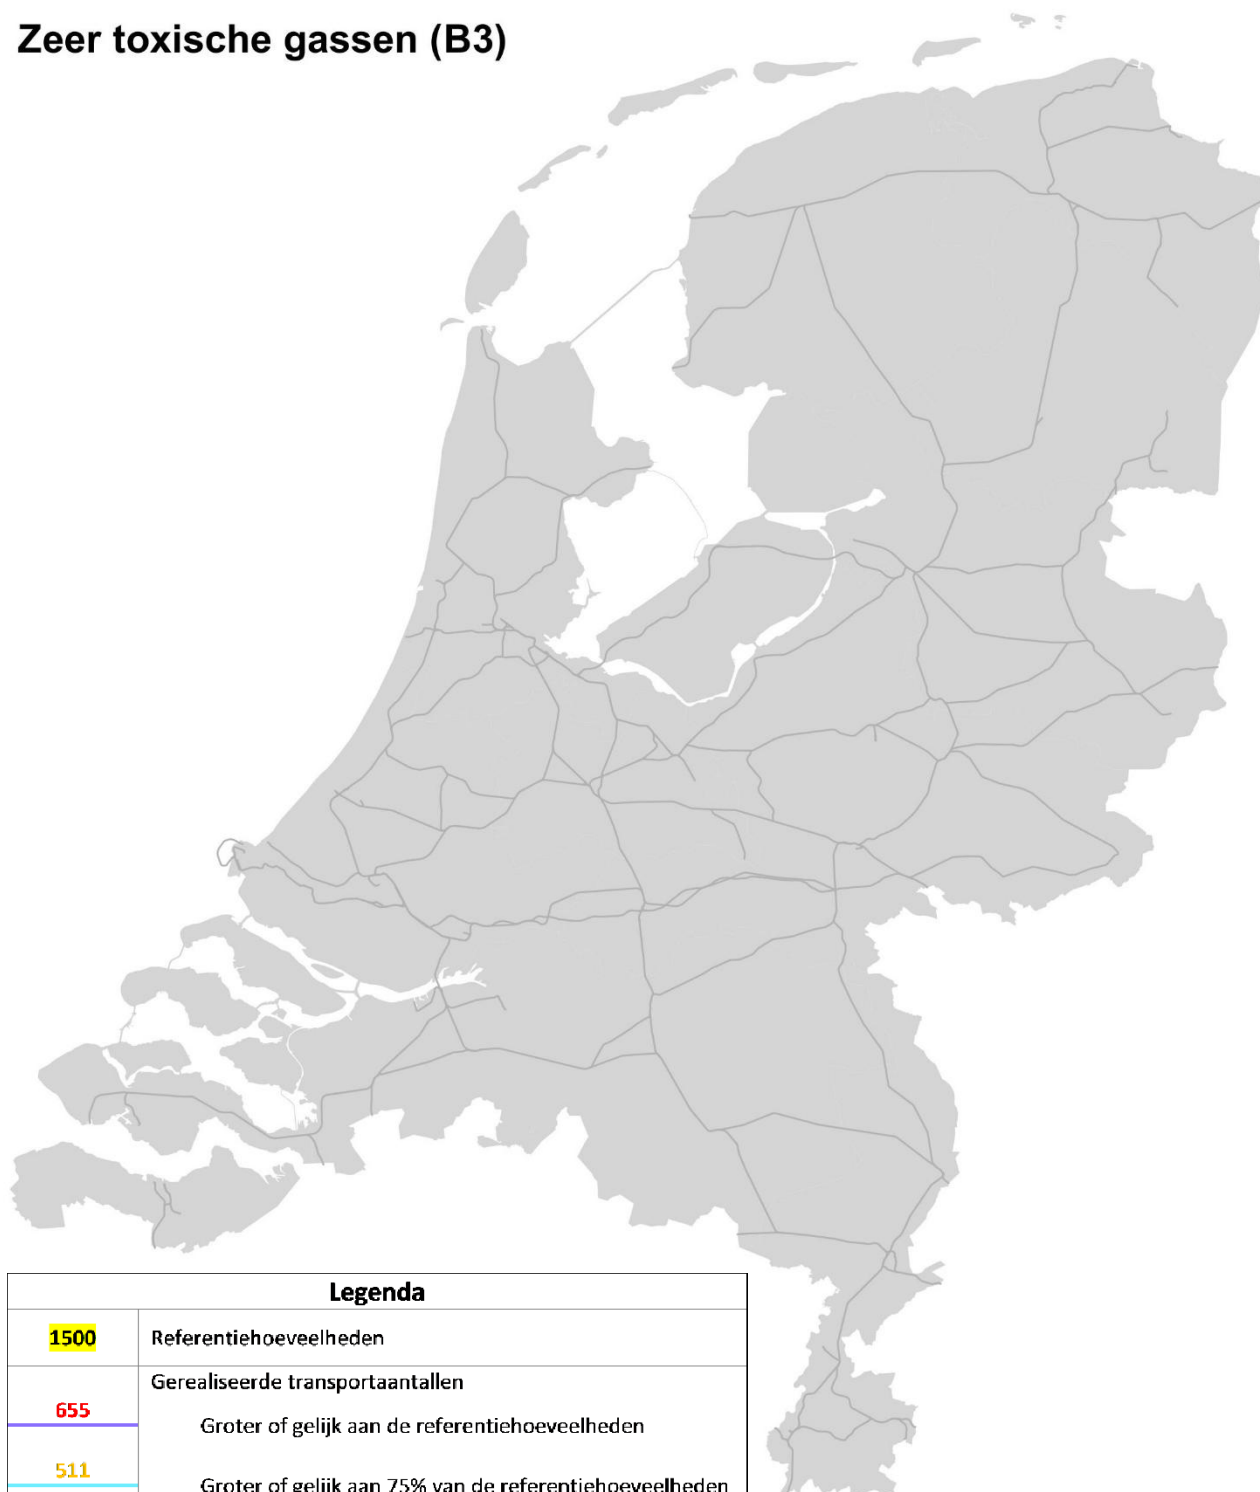 Zeer toxische gassen (B3)
Legenda
1500 Referentiehoeveelheden
Gerealiseerde transportaantallen
655
Groter of gelijk aan de referentiehoeveelheden
511
Groter of gelijk aan 75% van de referentiehoeveelheden